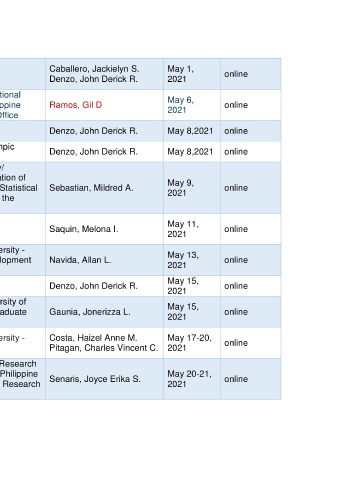 Caballero, Jackielyn S.
Denzo, John Derick R.
May 1,
2021
online
tional
ppine
Office
Ramos, Gil D
May 6,
2021
online
Denzo, John Derick R.
May 8,2021
online
mpic
Denzo, John Derick R.
May 8,2021
online
y/
ation of
Statistical
the
Sebastian, Mildred A.
May 9,
2021
online
Saquin, Melona I.
May 11,
2021
online
ersity -
lopment
Navida, Allan L.
May 13,
2021
online
Denzo, John Derick R.
May 15,
2021
online
rsity of
aduate
Gaunia, Jonerizza L.
May 15,
2021
online
ersity -
Costa, Haizel Anne M.
Pitagan, Charles Vincent C.
May 17-20,
2021
online
Research
Philippine
Research
Senaris, Joyce Erika S.
May 20-21,
2021
online